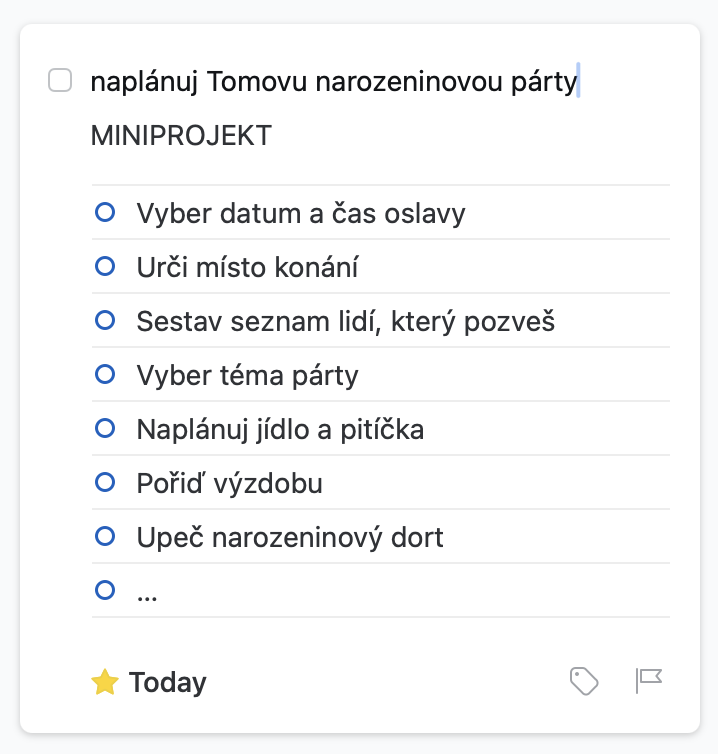 naplánuj Tomovu narozeninovou párty
MINIPROJEKT
Vyber datum a čas oslavy
Urči místo konání
Sestav seznam lidí, který pozveš
Vyber téma párty
Naplánuj jídlo a pitíčka
Pořiď výzdobu
Upeč narozeninový dort
...
Today